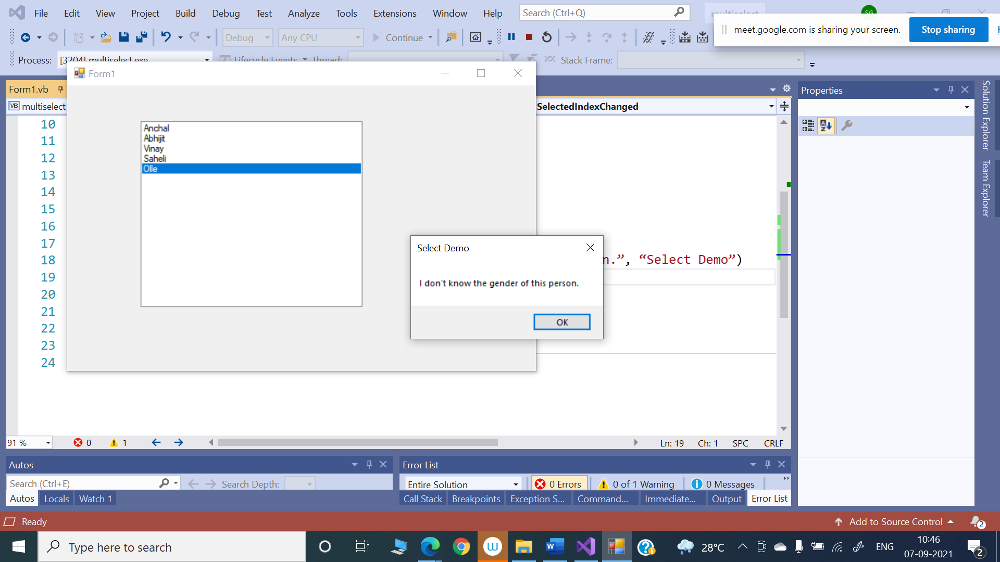 File Edit View Project Build Debug Test Analyze Tools Extensions Window Help Search (Ctrl+Q) multiselect SG
meet.google.com is sharing your screen. Stop sharing
Debug Any CPU Continue
Process: [3204] multiselect.exe Lifecycle Events Thread: Stack Frame:
Form1
Form1.vb
VB multiselect
SelectedIndexChanged
Properties
Solution Explorer
Team Explorer
10
11
12
13
14
15
16
17
18
19
20
21
22
23
24
Anchal
Abhijit
Vinay
Saheli
Olle
n.”, “Select Demo”)
Select Demo
I don't know the gender of this person.
OK
91 % 0 1 Ln: 19 Ch: 1 SPC CRLF
Autos
Search (Ctrl+E) Search Depth:
Autos Locals Watch 1
Error List
Entire Solution 0 Errors 0 of 1 Warning 0 Messages
Call Stack Breakpoints Exception S... Command... Immediate... Output Error List
Ready Add to Source Control 2
Type here to search
28°C ENG
10:46
07-09-2021
2